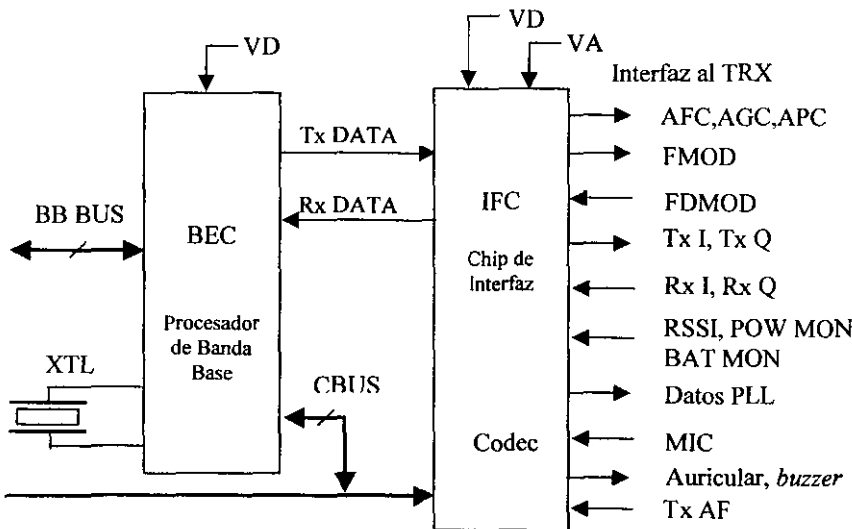 VD
VD
VA
Interfaz al TRX
AFC,AGC,APC
Tx DATA
FMOD
Rx DATA
IFC
FDMOD
BB BUS
BEC
Tx I, Tx Q
Chip de
Interfaz
Rx I, Rx Q
Procesador
de Banda
Base
RSSI, POW MON
BAT MON
XTL
CBUS
Datos PLL
Codec
MIC
Auricular, buzzer
Tx AF